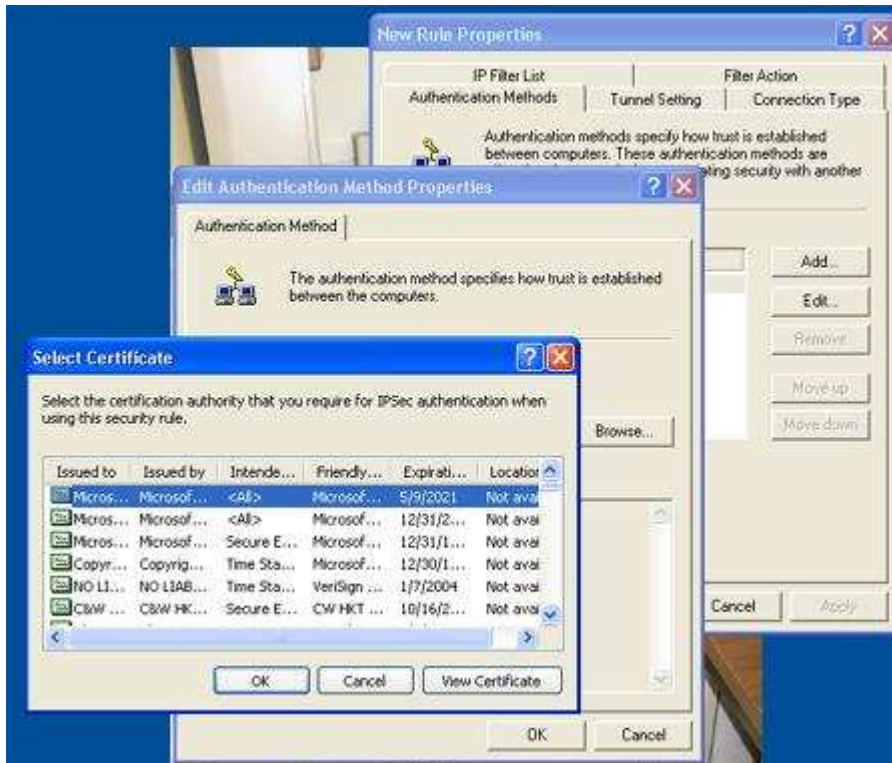 New Rule Properties
IP Filter List
Filter Action
Authentication Methods
Tunnel Setting
Connection Type
Authentication methods specify how trust is established
between computers. These authentication methods are
ating security with another
Edit Authentication Method Properties
Authentication Method
The authentication method specifies how trust is established
between the computers.
Add...
Edit...
Remove
Move up
Move down
Select Certificate
Select the certification authority that you require for IPSec authentication when
using this security rule.
Browse...
Issued to Issued by Intende... Friendly... Expirati... Location
Micros... Microsof... <All> Microsof... 5/9/2021 Not avai
Micros... Microsof... <All> Microsof... 12/31/2... Not avai
Micros... Microsof... Secure E... Microsof... 12/31/1... Not avai
Copyr... Copyrig... Time Sta... Microsof... 12/30/1... Not avai
NO LI... NO LIAB... Time Sta... VeriSign ... 1/7/2004 Not avai
C&W ... C&W HK... Secure E... CW HKT ... 10/16/2... Not avai
OK
Cancel
View Certificate
Cancel
Apply
OK
Cancel